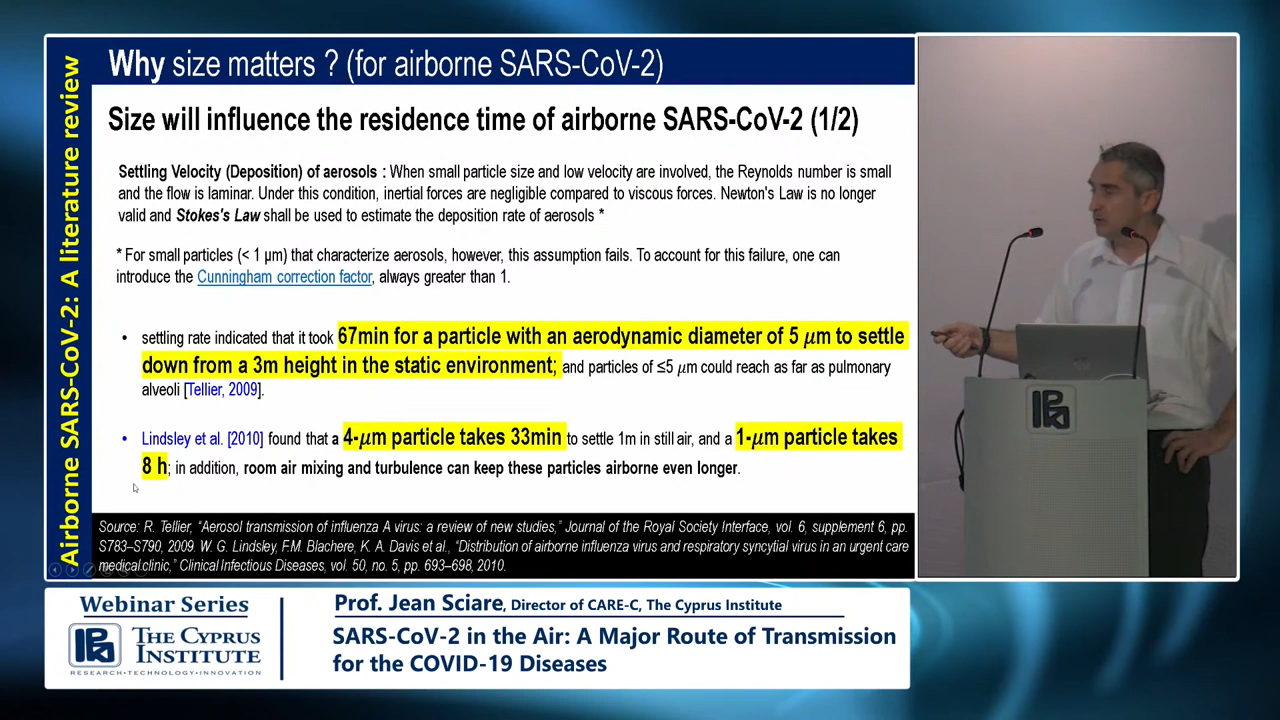 Airborne SARS-CoV-2: A literature review
Why size matters ? (for airborne SARS-CoV-2)
Size will influence the residence time of airborne SARS-CoV-2 (1/2)
Settling Velocity (Deposition) of aerosols : When small particle size and low velocity are involved, the Reynolds number is small
and the flow is laminar. Under this condition, inertial forces are negligible compared to viscous forces. Newton's Law is no longer
valid and Stokes's Law shall be used to estimate the deposition rate of aerosols *
* For small particles (< 1 µm) that characterize aerosols, however, this assumption fails. To account for this failure, one can
introduce the Cunningham correction factor, always greater than 1.
• settling rate indicated that it took 67min for a particle with an aerodynamic diameter of 5 µm to settle
down from a 3m height in the static environment; and particles of ≤5 µm could reach as far as pulmonary
alveoli [Tellier, 2009].
• Lindsley et al. [2010] found that a 4-µm particle takes 33min to settle 1m in still air, and a 1-µm particle takes
8 h; in addition, room air mixing and turbulence can keep these particles airborne even longer.
Source: R. Tellier, “Aerosol transmission of influenza A virus: a review of new studies,” Journal of the Royal Society Interface, vol. 6, supplement 6, pp.
S783–S790, 2009. W. G. Lindsley, F.M. Blachere, K. A. Davis et al., “Distribution of airborne influenza virus and respiratory syncytial virus in an urgent care
medical clinic,” Clinical Infectious Diseases, vol. 50, no. 5, pp. 693–698, 2010.
Webinar Series
THE CYPRUS
INSTITUTE
RESEARCH•TECHNOLOGY•INNOVATION
Prof. Jean Sciare, Director of CARE-C, The Cyprus Institute
SARS-CoV-2 in the Air: A Major Route of Transmission
for the COVID-19 Diseases